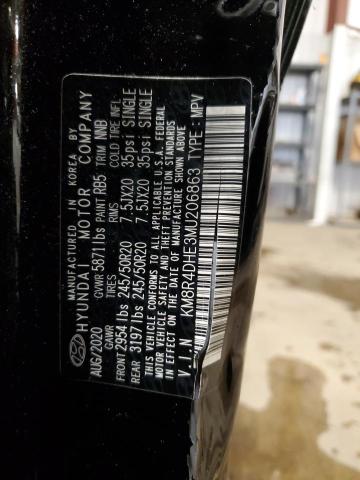 MANUFACTURED IN KOREA BY
HYUNDAI MOTOR COMPANY
AUG/2020 GVWR 5871lbs PAINT RB5 TRIM NNB
GAWR RIMS COLD TIRE INFL
FRONT 2954 lbs 245/50R20 7.5JX20 35psi SINGLE
REAR 3197 lbs 245/50R20 7.5JX20 35psi SINGLE
THIS VEHICLE CONFORMS TO ALL APPLICABLE U.S.A. FEDERAL
MOTOR VEHICLE SAFETY AND THEFT PREVENTION STANDARDS
IN EFFECT ON THE DATE OF MANUFACTURE SHOWN ABOVE.
V I N KM8R4DHE3MU206863 TYPE : MPV